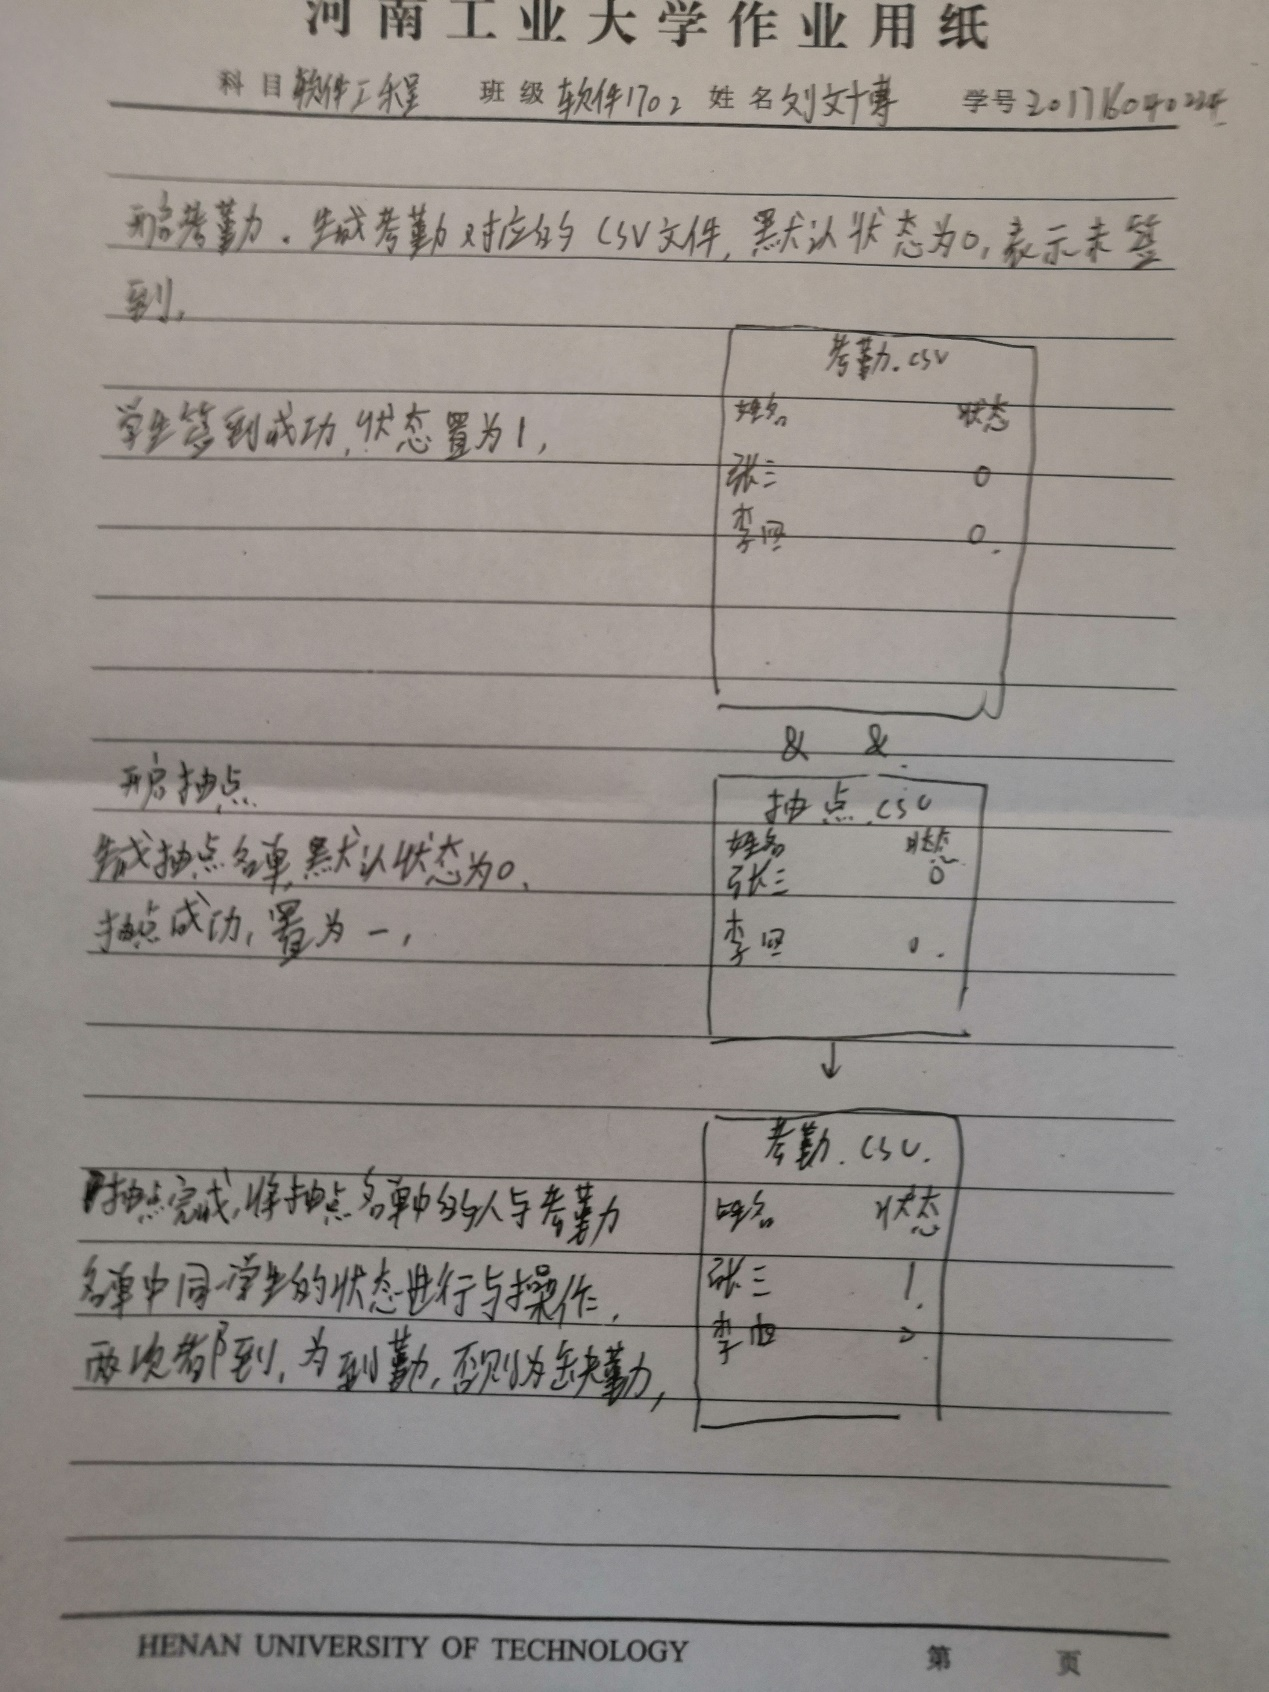 河南工业大学作业用纸
科目 软件工程 班级 软件1702 姓名 刘文博 学号 201716040224
开启考勤。生成考勤对应的CSV文件,默认状态为0,表示未签
到,
考勤.csv
姓名 状态
学生签到成功,状态置为1,
张三 0
李四 0.
& &.
开启抽点
抽点.csv
姓名 状态
生成抽点名单,默认状态为0,
张三 0
抽点成功,置为一,
李四 0.
↓
考勤.csv.
抽点完成,将抽点名单中的人与考勤
姓名 状态
名单中同一学生的状态进行与操作,
张三 1.
李四
两次都到,为到勤,否则为缺勤,
HENAN UNIVERSITY OF TECHNOLOGY 第 页